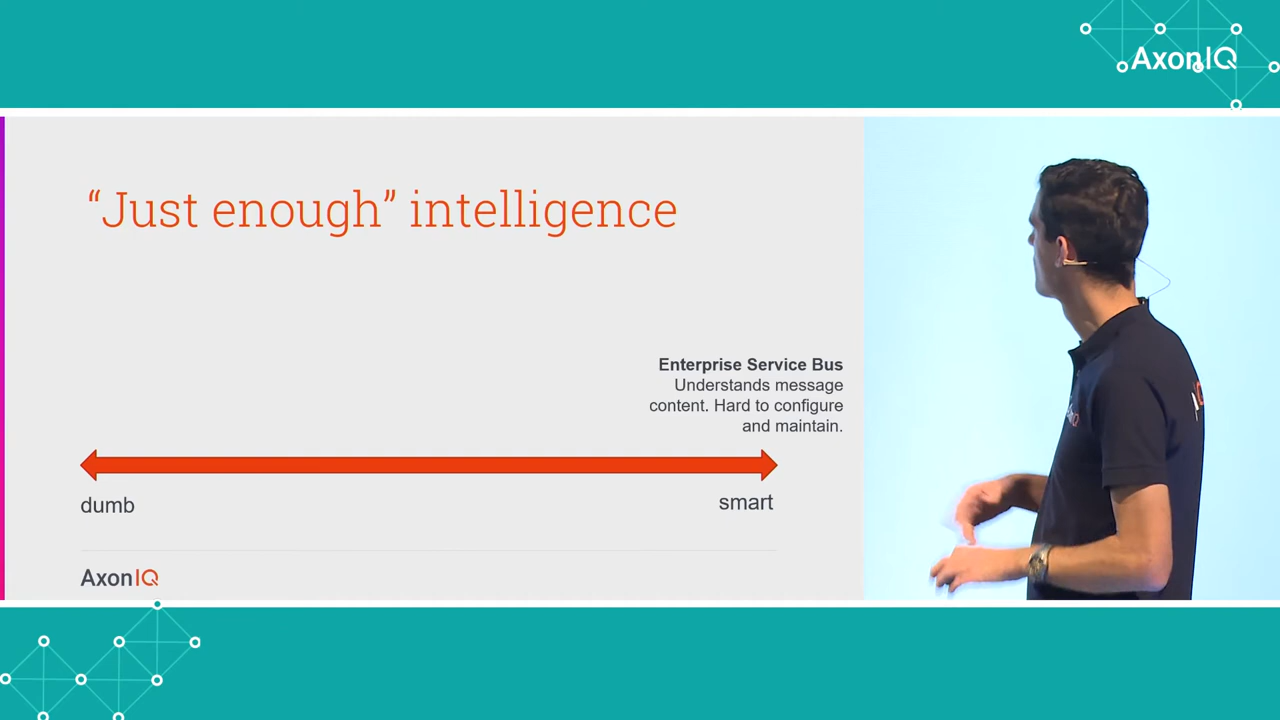 AxonIQ
“Just enough” intelligence
Enterprise Service Bus
Understands message
content. Hard to configure
and maintain.
dumb
smart
AxonIQ